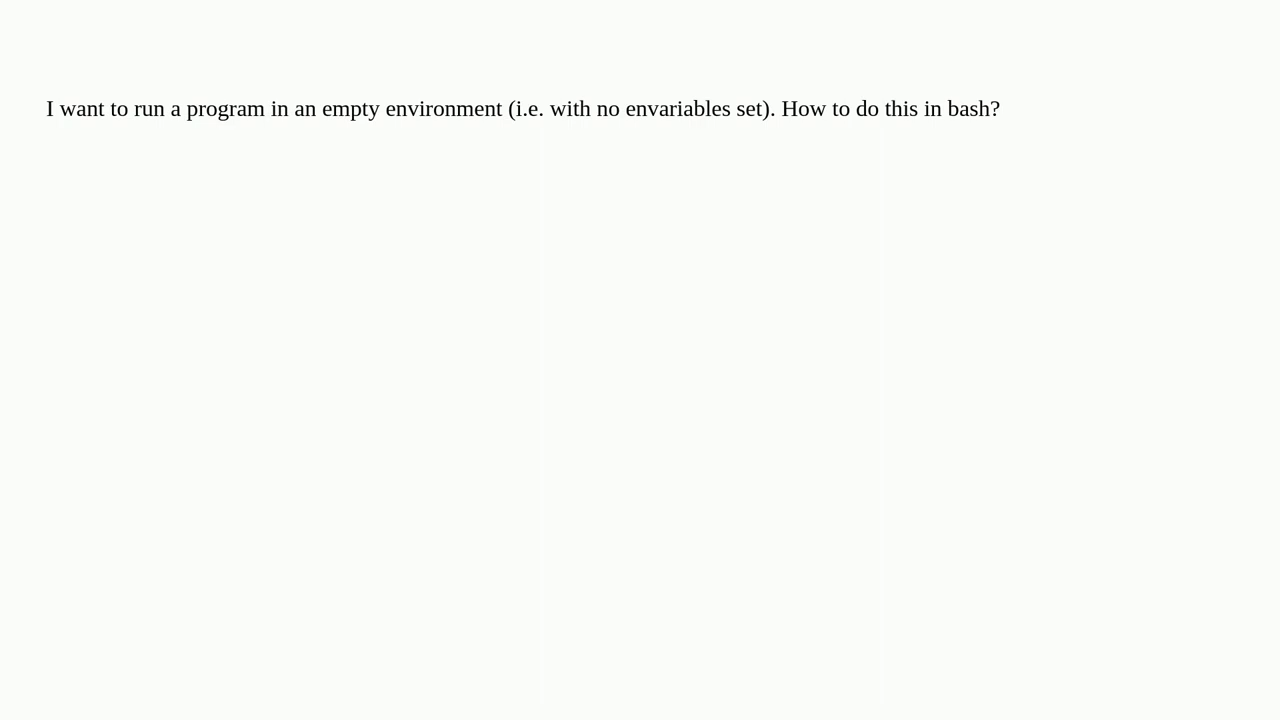 I want to run a program in an empty environment (i.e. with no envariables set). How to do this in bash?